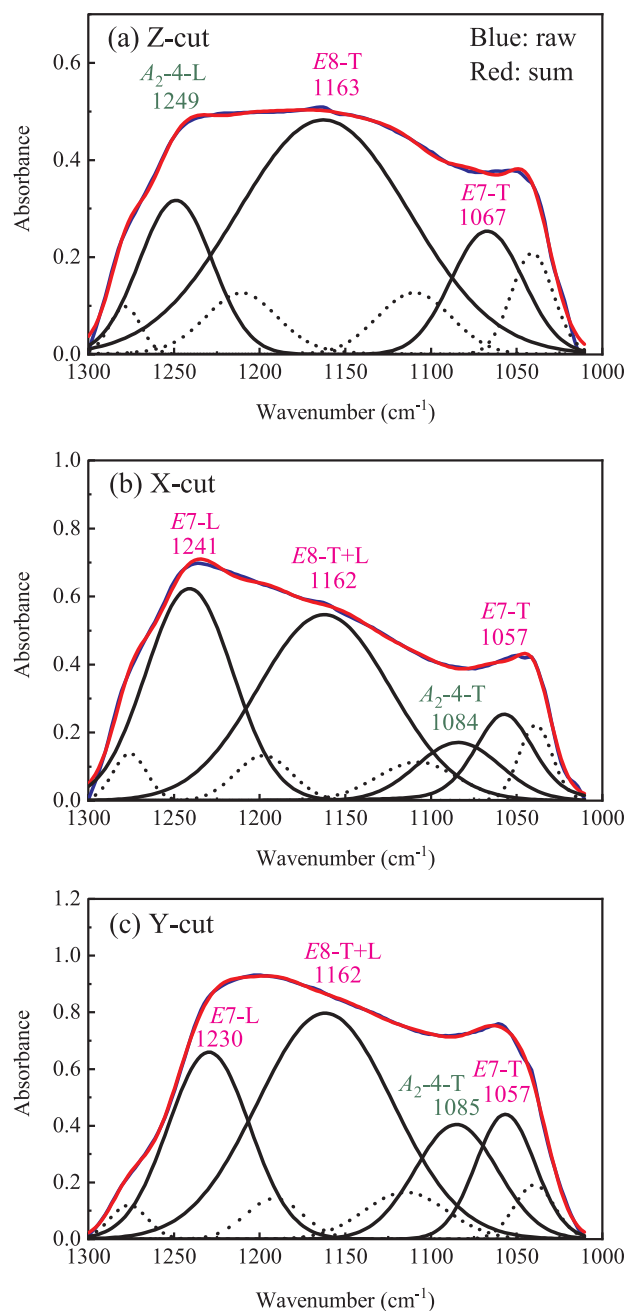 (a) Z-cut
Blue: raw
Red: sum
A₂-4-L
1249
E8-T
1163
E7-T
1067
0.6
0.4
0.2
0.0
Absorbance
1300 1250 1200 1150 1100 1050 1000
Wavenumber (cm⁻¹)
(b) X-cut
E7-L
1241
E8-T+L
1162
E7-T
1057
A₂-4-T
1084
1.0
0.8
0.6
0.4
0.2
0.0
Absorbance
1300 1250 1200 1150 1100 1050 1000
Wavenumber (cm⁻¹)
(c) Y-cut
E8-T+L
1162
E7-L
1230
E7-T
1057
A₂-4-T
1085
1.2
1.0
0.8
0.6
0.4
0.2
0.0
Absorbance
1300 1250 1200 1150 1100 1050 1000
Wavenumber (cm⁻¹)